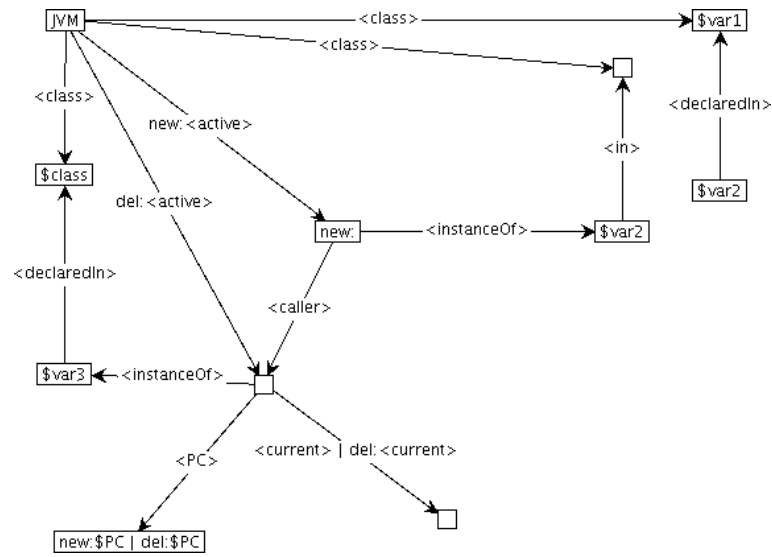 JVM
<class>
$var1
<class>
<class>
<declaredIn>
new:<active>
<in>
$class
del:<active>
$var2
new:
<instanceOf>
$var2
<declaredIn>
<caller>
$var3
<instanceOf>
<PC>
<current> | del:<current>
new:$PC | del:$PC